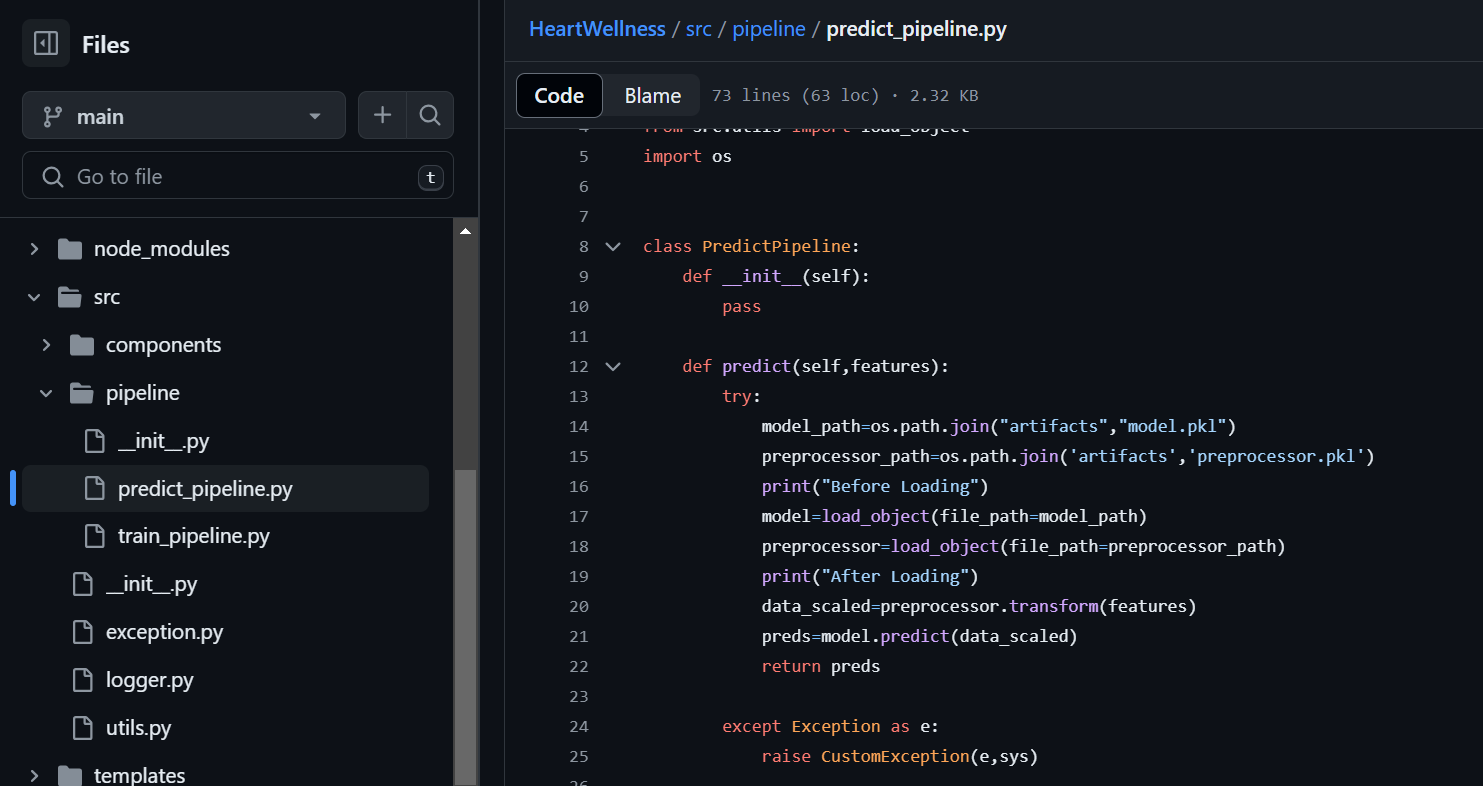 Files
main
Go to file
t
node_modules
src
components
pipeline
__init__.py
predict_pipeline.py
train_pipeline.py
__init__.py
exception.py
logger.py
utils.py
templates
HeartWellness / src / pipeline / predict_pipeline.py
Code Blame 73 lines (63 loc) · 2.32 KB
4 from src.utils import load_object
5 import os
6
7
8 class PredictPipeline:
9 def __init__(self):
10 pass
11
12 def predict(self,features):
13 try:
14 model_path=os.path.join("artifacts","model.pkl")
15 preprocessor_path=os.path.join('artifacts','preprocessor.pkl')
16 print("Before Loading")
17 model=load_object(file_path=model_path)
18 preprocessor=load_object(file_path=preprocessor_path)
19 print("After Loading")
20 data_scaled=preprocessor.transform(features)
21 preds=model.predict(data_scaled)
22 return preds
23
24 except Exception as e:
25 raise CustomException(e,sys)
26